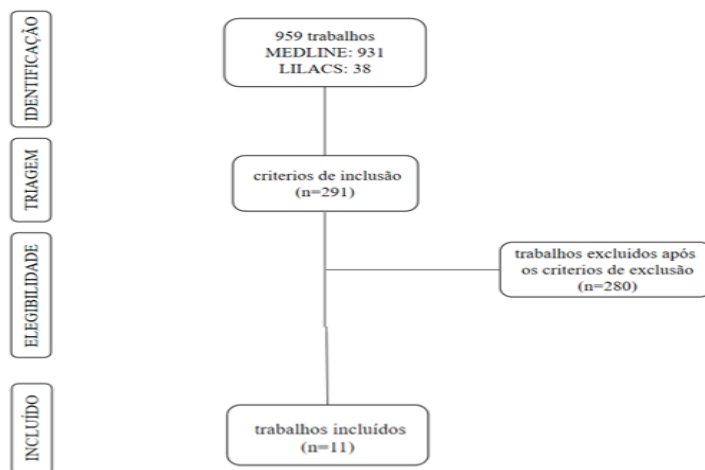 IDENTIFICAÇÃO
959 trabalhos
MEDLINE: 931
LILACS: 38
TRIAGEM
criterios de inclusão
(n=291)
ELEGIBILIDADE
trabalhos excluidos após
os criterios de exclusão
(n=280)
INCLUÍDO
trabalhos incluídos
(n=11)